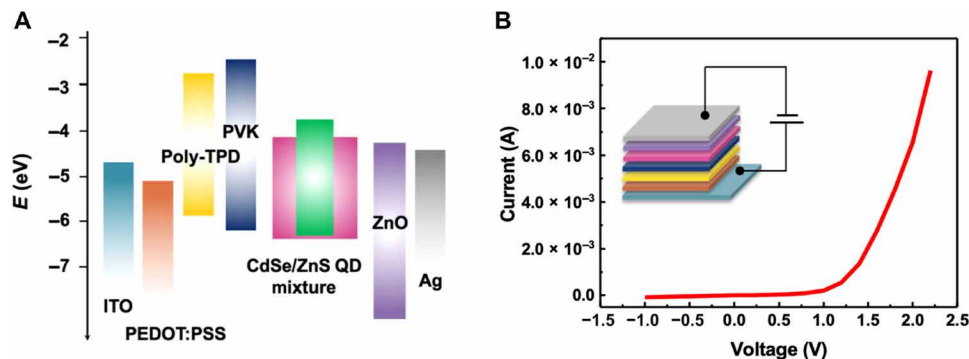 A
E (eV)
−2
−3
−4
−5
−6
−7
ITO
PEDOT:PSS
Poly-TPD
PVK
CdSe/ZnS QD
mixture
ZnO
Ag
B
Current (A)
1.0 × 10⁻²
8.0 × 10⁻³
6.0 × 10⁻³
4.0 × 10⁻³
2.0 × 10⁻³
0.0
−1.5 −1.0 −0.5 0.0 0.5 1.0 1.5 2.0 2.5
Voltage (V)